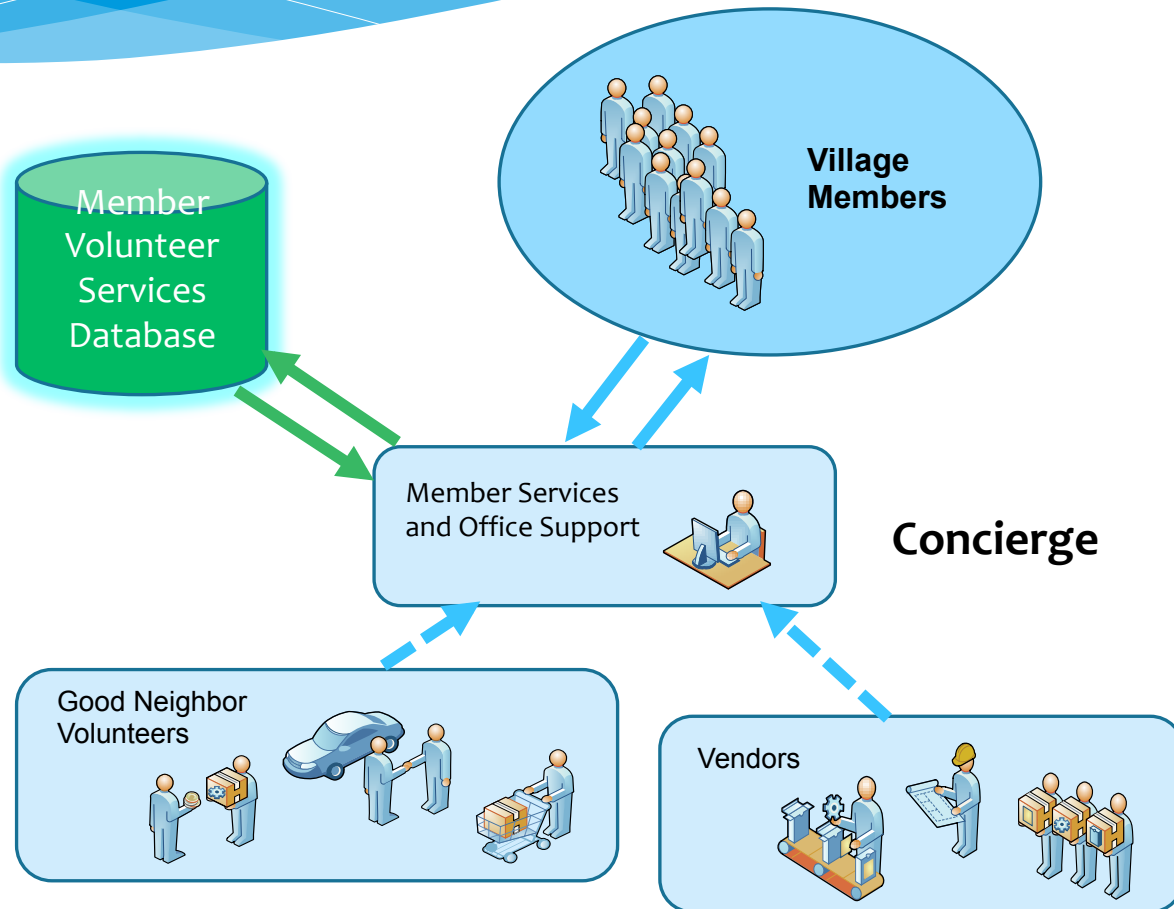 Member
Volunteer
Services
Database
Village
Members
Member Services
and Office Support
Concierge
Good Neighbor
Volunteers
Vendors